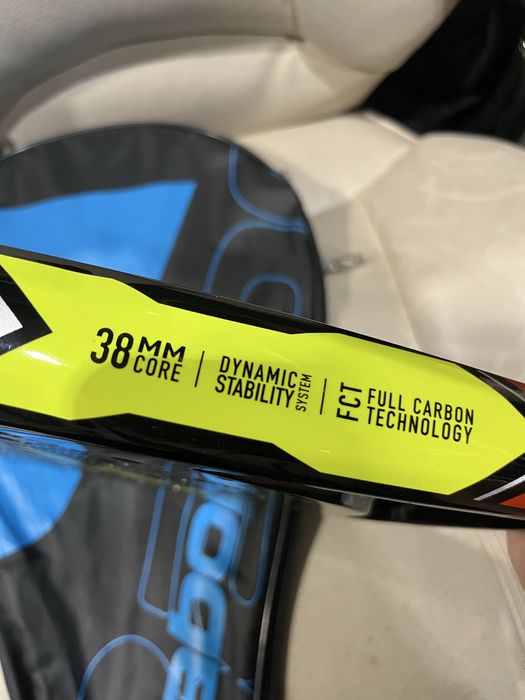 38 MM CORE
DYNAMIC STABILITY SYSTEM
FCT FULL CARBON TECHNOLOGY